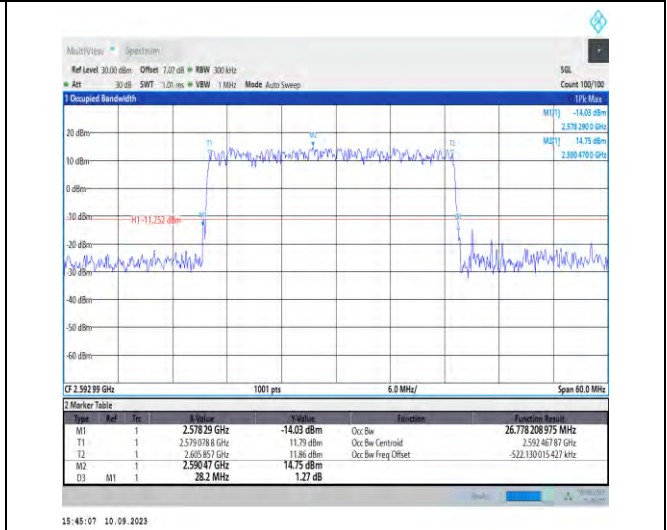 MultiView Spectrum
Ref Level 30.00 dBm Offset 7.07 dB RBW 300 kHz SGL
Att 30 dB SWT 1.01 ms VBW 1 MHz Mode Auto Sweep Count 100/100
1 Occupied Bandwidth 1Pk Max
M1[1] -14.03 dBm
2.578 290 0 GHz
M2[1] 14.75 dBm
2.590 470 0 GHz
20 dBm
T1 M2 T2
10 dBm
0 dBm
-10 dBm
H1 -11.252 dBm
-20 dBm
-30 dBm
-40 dBm
-50 dBm
-60 dBm
CF 2.592 99 GHz 1001 pts 6.0 MHz/ Span 60.0 MHz
2 Marker Table
Type Ref Trc X-Value Y-Value Function Function Result
M1 1 2.578 29 GHz -14.03 dBm Occ Bw 26.778 208 975 MHz
T1 1 2.579 078 8 GHz 11.79 dBm Occ Bw Centroid 2.592 467 87 GHz
T2 1 2.605 857 GHz 11.86 dBm Occ Bw Freq Offset -522.130 015 427 kHz
M2 1 2.590 47 GHz 14.75 dBm
D3 M1 1 28.2 MHz 1.27 dB
15:45:07 10.09.2023